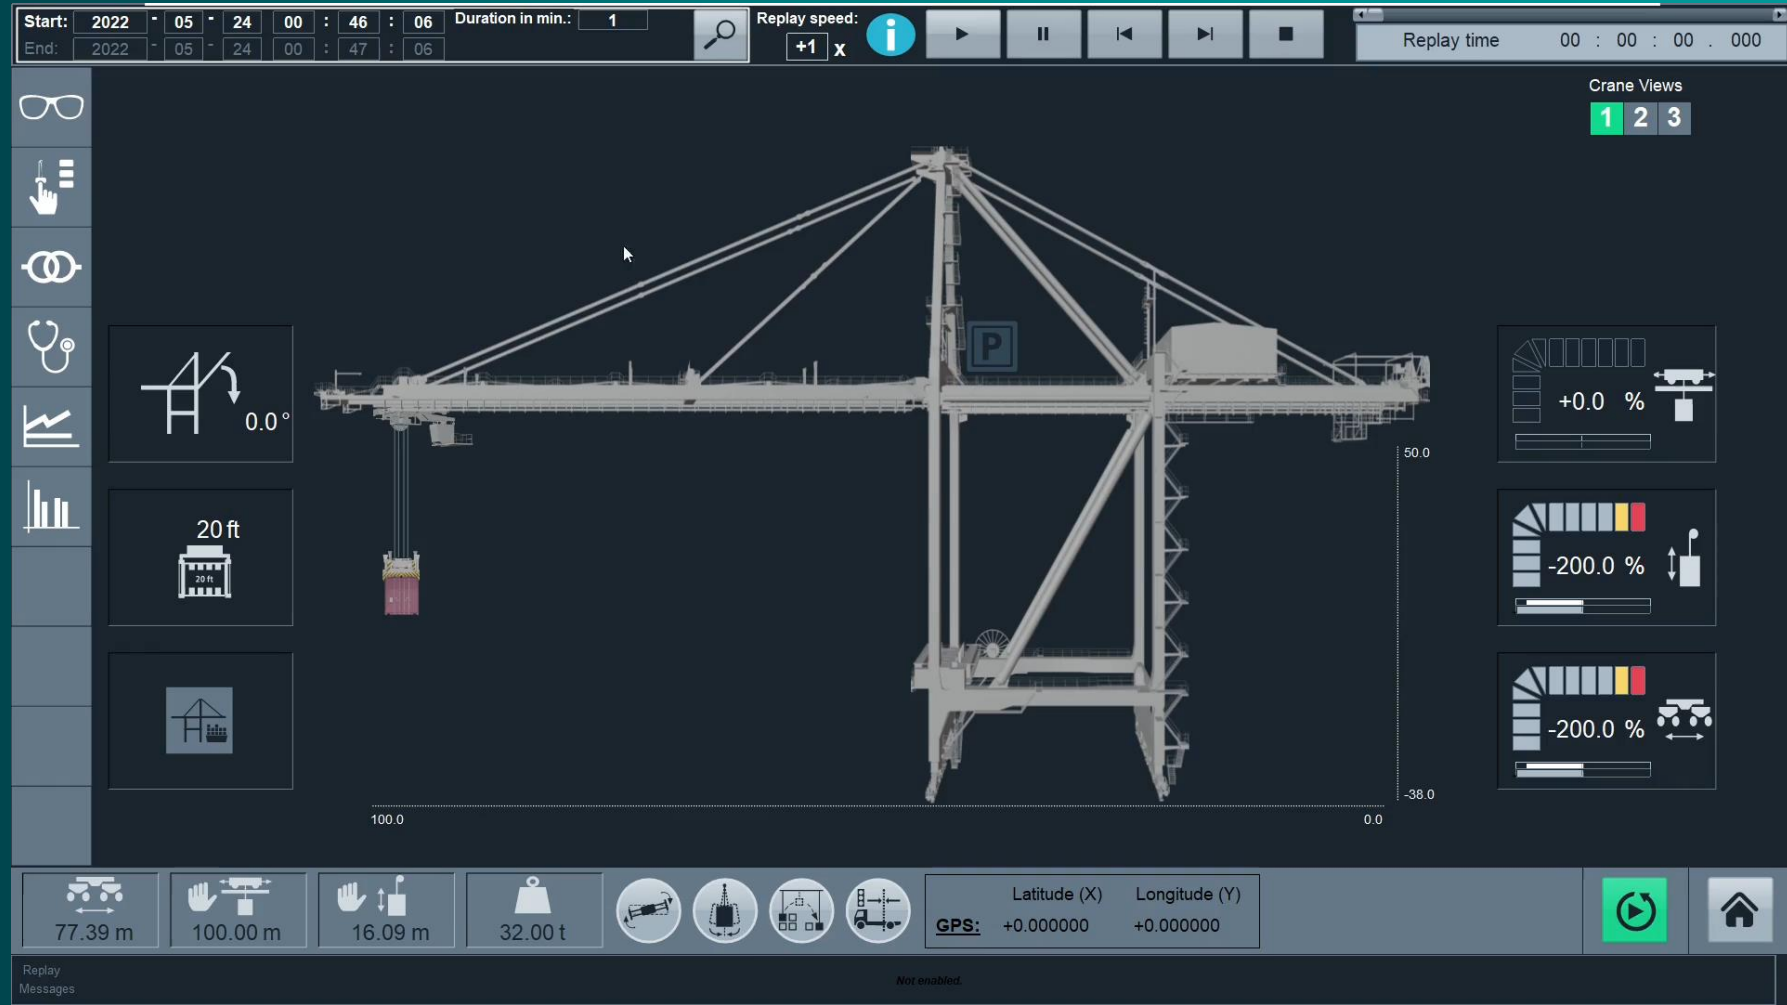 Start: 2022 - 05 - 24 00 : 46 : 06 Duration in min.: 1
End: 2022 - 05 - 24 00 : 47 : 06
Replay speed:
+1 x
Replay time 00 : 00 : 00 . 000
Crane Views
1 2 3
P
0.0 °
+0.0 %
50.0
20 ft
20 ft
-200.0 %
-200.0 %
-38.0
100.0 0.0
77.39 m
100.00 m
16.09 m
32.00 t
Latitude (X) Longitude (Y)
GPS: +0.000000 +0.000000
Replay
Messages
Not enabled.